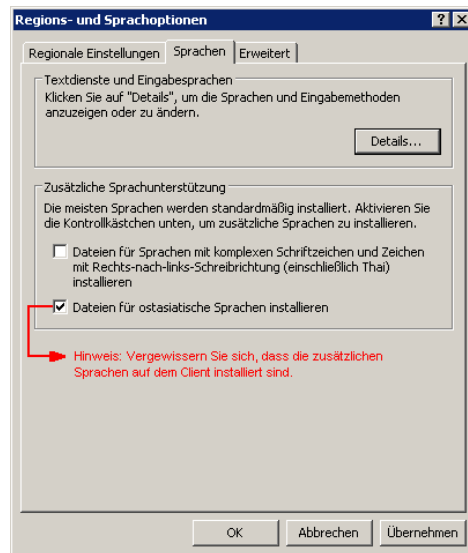 Regions- und Sprachoptionen
Regionale Einstellungen Sprachen Erweitert
Textdienste und Eingabesprachen
Klicken Sie auf "Details", um die Sprachen und Eingabemethoden
anzuzeigen oder zu ändern.
Details...
Zusätzliche Sprachunterstützung
Die meisten Sprachen werden standardmäßig installiert. Aktivieren Sie
die Kontrollkästchen unten, um zusätzliche Sprachen zu installieren.
Dateien für Sprachen mit komplexen Schriftzeichen und Zeichen
mit Rechts-nach-links-Schreibrichtung (einschließlich Thai)
installieren
Dateien für ostasiatische Sprachen installieren
Hinweis: Vergewissern Sie sich, dass die zusätzlichen
Sprachen auf dem Client installiert sind.
OK Abbrechen Übernehmen